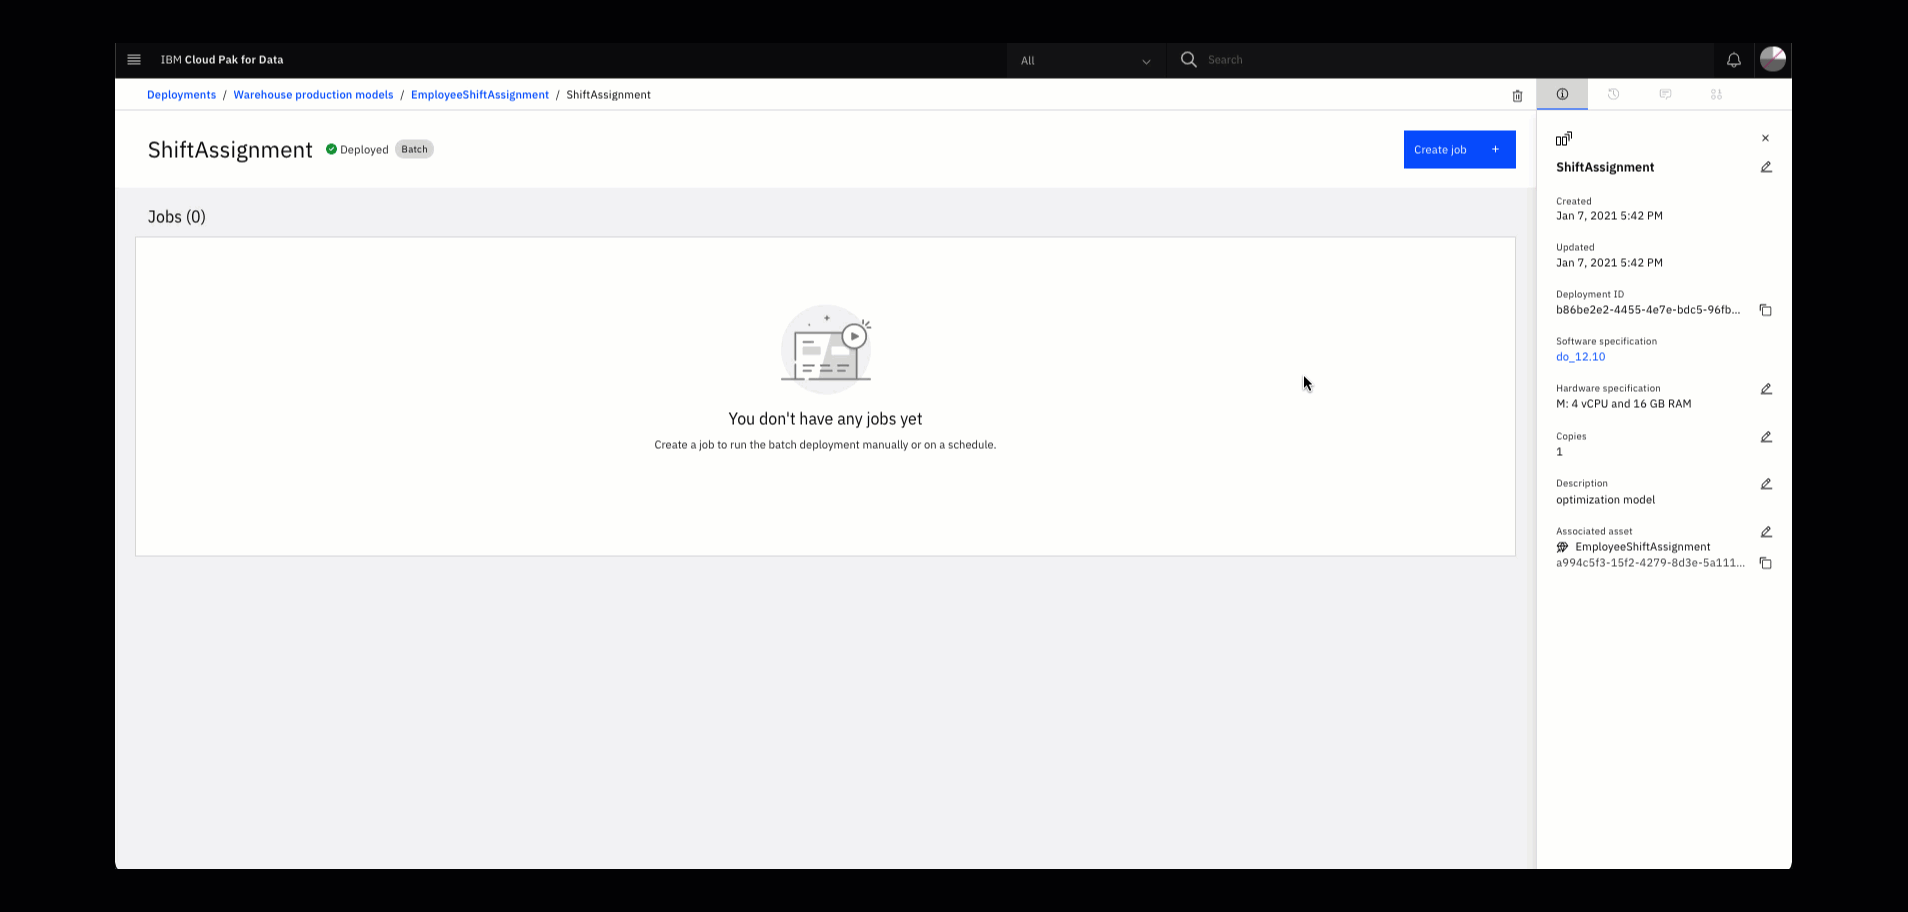 IBM Cloud Pak for Data
All
Search
Deployments / Warehouse production models / EmployeeShiftAssignment / ShiftAssignment
ShiftAssignment Deployed Batch
Create job +
Jobs (0)
You don't have any jobs yet
Create a job to run the batch deployment manually or on a schedule.
ShiftAssignment
Created
Jan 7, 2021 5:42 PM
Updated
Jan 7, 2021 5:42 PM
Deployment ID
b86be2e2-4455-4e7e-bdc5-96fb...
Software specification
do_12.10
Hardware specification
M: 4 vCPU and 16 GB RAM
Copies
1
Description
optimization model
Associated asset
EmployeeShiftAssignment
a994c5f3-15f2-4279-8d3e-5a111...